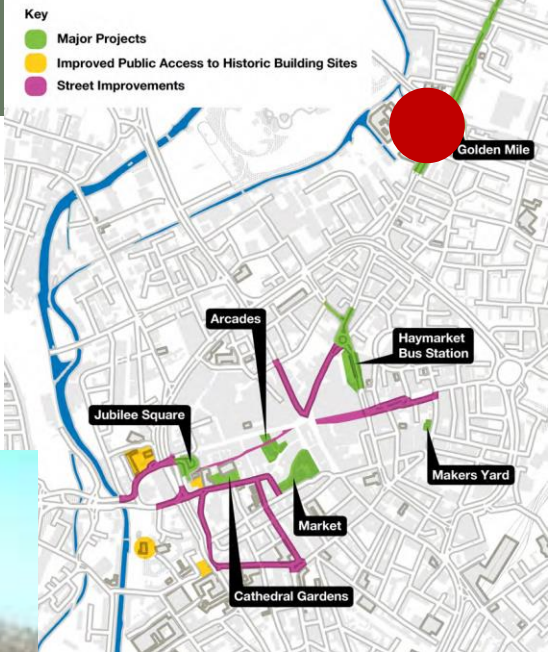 Key
Major Projects
Improved Public Access to Historic Building Sites
Street Improvements
Golden Mile
Arcades
Haymarket
Bus Station
Jubilee Square
Makers Yard
Market
Cathedral Gardens